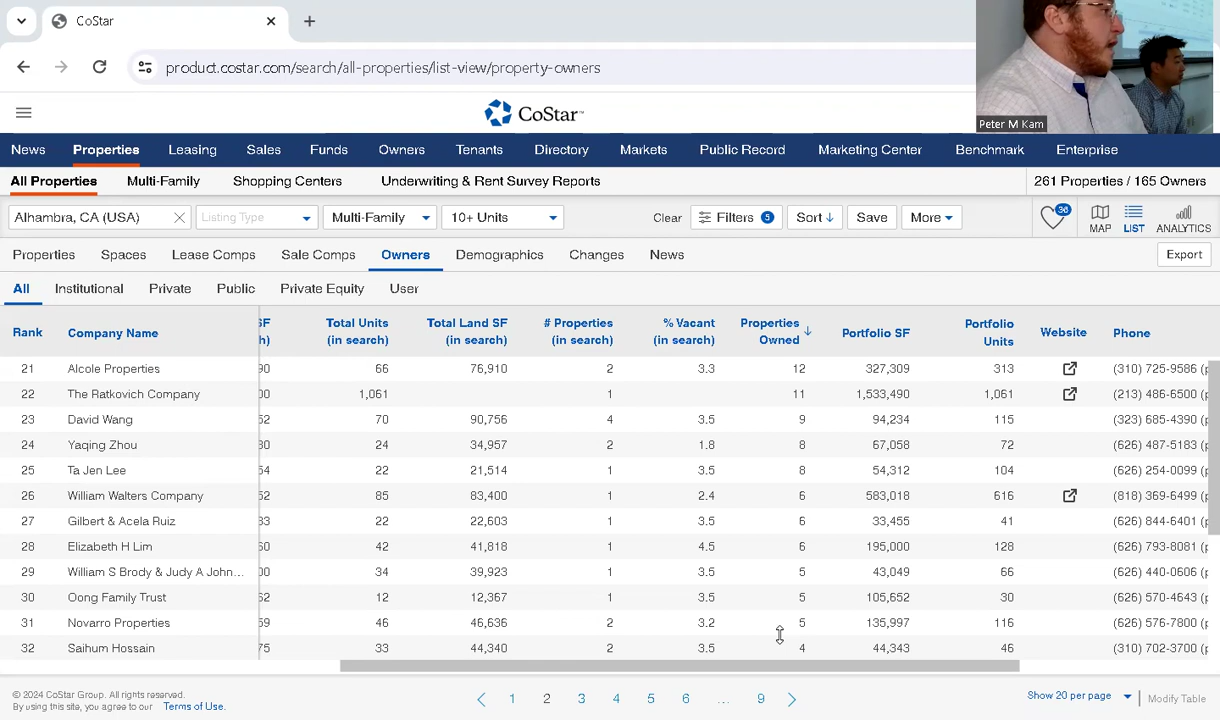 CoStar
product.costar.com/search/all-properties/list-view/property-owners
Peter M Kam
CoStar
News Properties Leasing Sales Funds Owners Tenants Directory Markets Public Record Marketing Center Benchmark Enterprise
All Properties Multi-Family Shopping Centers Underwriting & Rent Survey Reports 261 Properties / 165 Owners
Alhambra, CA (USA) Listing Type Multi-Family 10+ Units Clear Filters 5 Sort Save More 36 MAP LIST ANALYTICS
Properties Spaces Lease Comps Sale Comps Owners Demographics Changes News Export
All Institutional Private Public Private Equity User
Rank Company Name SF h) Total Units (in search) Total Land SF (in search) # Properties (in search) % Vacant (in search) Properties Owned Portfolio SF Portfolio Units Website Phone
21 Alcole Properties 90 66 76,910 2 3.3 12 327,309 313 (310) 725-9586 (p
22 The Ratkovich Company 00 1,061 1 11 1,533,490 1,061 (213) 486-6500 (p
23 David Wang 52 70 90,756 4 3.5 9 94,234 115 (323) 685-4390 (p
24 Yaqing Zhou 30 24 34,957 2 1.8 8 67,058 72 (626) 487-5183 (p
25 Ta Jen Lee 54 22 21,514 1 3.5 8 54,312 104 (626) 254-0099 (p
26 William Walters Company 52 85 83,400 1 2.4 6 583,018 616 (818) 369-6499 (p
27 Gilbert & Acela Ruiz 33 22 22,603 1 3.5 6 33,455 41 (626) 844-6401 (p
28 Elizabeth H Lim 60 42 41,818 1 4.5 6 195,000 128 (626) 793-8081 (p
29 William S Brody & Judy A John... 00 34 39,923 1 3.5 5 43,049 66 (626) 440-0606 (p
30 Oong Family Trust 62 12 12,367 1 3.5 5 105,652 30 (626) 570-4643 (p
31 Novarro Properties 59 46 46,636 2 3.2 5 135,997 116 (626) 576-7800 (p
32 Saihum Hossain 75 33 44,340 2 3.5 4 44,343 46 (310) 702-3700 (p
© 2024 CoStar Group. All rights reserved.
By using this site, you agree to our Terms of Use.
1 2 3 4 5 6 ... 9
Show 20 per page Modify Table